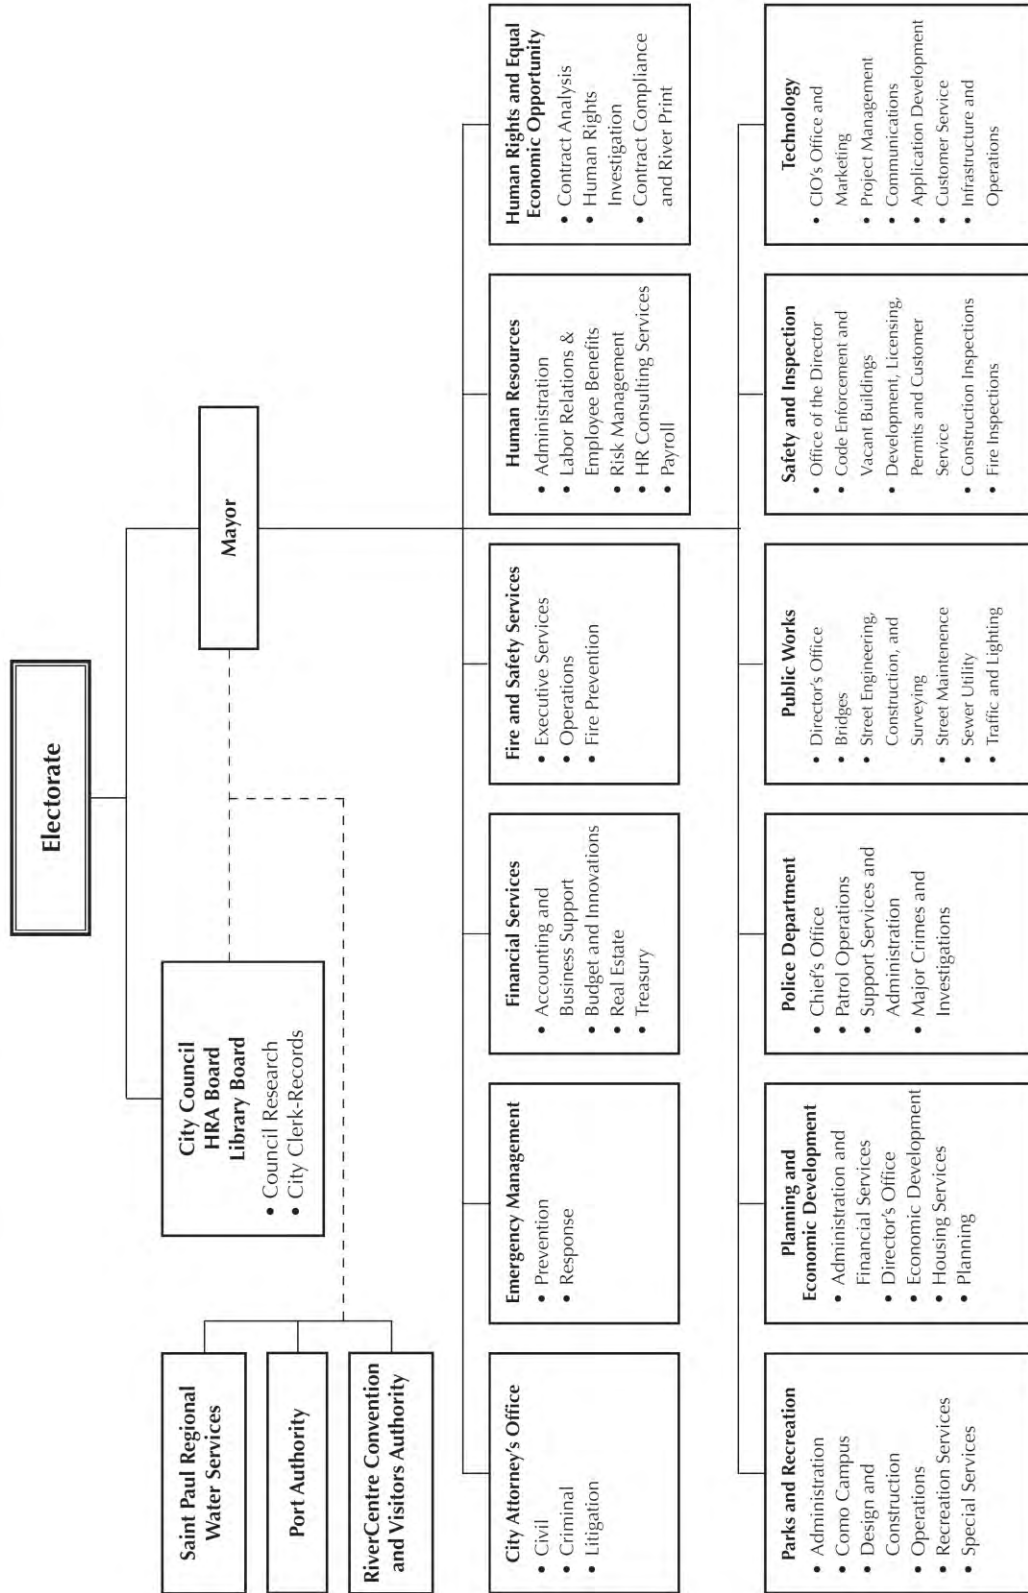 Electorate
City Council
HRA Board
Library Board
• Council Research
• City Clerk-Records
Mayor
Saint Paul Regional
Water Services
Port Authority
RiverCentre Convention
and Visitors Authority
City Attorney's Office
• Civil
• Criminal
• Litigation
Emergency Management
• Prevention
• Response
Financial Services
• Accounting and
Business Support
• Budget and Innovations
• Real Estate
• Treasury
Fire and Safety Services
• Executive Services
• Operations
• Fire Prevention
Human Resources
• Administration
• Labor Relations &
Employee Benefits
• Risk Management
• HR Consulting Services
• Payroll
Human Rights and Equal
Economic Opportunity
• Contract Analysis
• Human Rights
Investigation
• Contract Compliance
and River Print
Parks and Recreation
• Administration
• Como Campus
• Design and
Construction
• Operations
• Recreation Services
• Special Services
Planning and
Economic Development
• Administration and
Financial Services
• Director's Office
• Economic Development
• Housing Services
• Planning
Police Department
• Chief's Office
• Patrol Operations
• Support Services and
Administration
• Major Crimes and
Investigations
Public Works
• Director's Office
• Bridges
• Street Engineering,
Construction, and
Surveying
• Street Maintenence
• Sewer Utility
• Traffic and Lighting
Safety and Inspection
• Office of the Director
• Code Enforcement and
Vacant Buildings
• Development, Licensing,
Permits and Customer
Service
• Construction Inspections
• Fire Inspections
Technology
• CIO's Office and
Marketing
• Project Management
• Communications
• Application Development
• Customer Service
• Infrastructure and
Operations